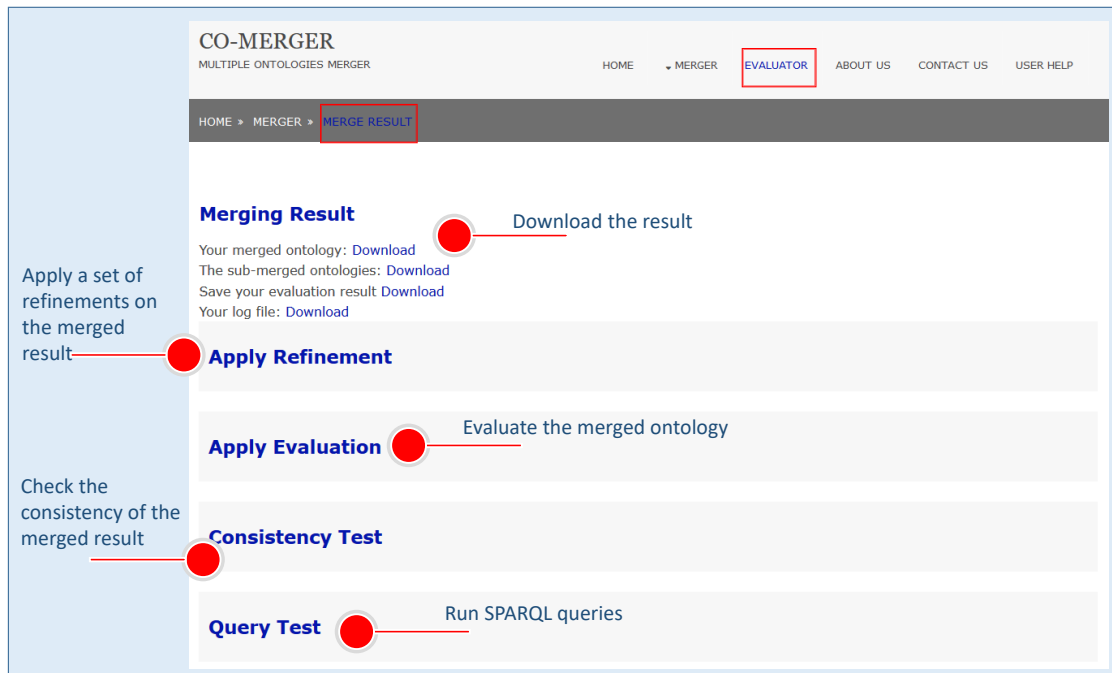 CO-MERGER
MULTIPLE ONTOLOGIES MERGER
HOME
MERGER
EVALUATOR
ABOUT US
CONTACT US
USER HELP
HOME » MERGER » MERGE RESULT
Merging Result
Download the result
Your merged ontology: Download
The sub-merged ontologies: Download
Save your evaluation result Download
Your log file: Download
Apply a set of
refinements on
the merged
result
Apply Refinement
Evaluate the merged ontology
Apply Evaluation
Check the
consistency of the
merged result
Consistency Test
Run SPARQL queries
Query Test